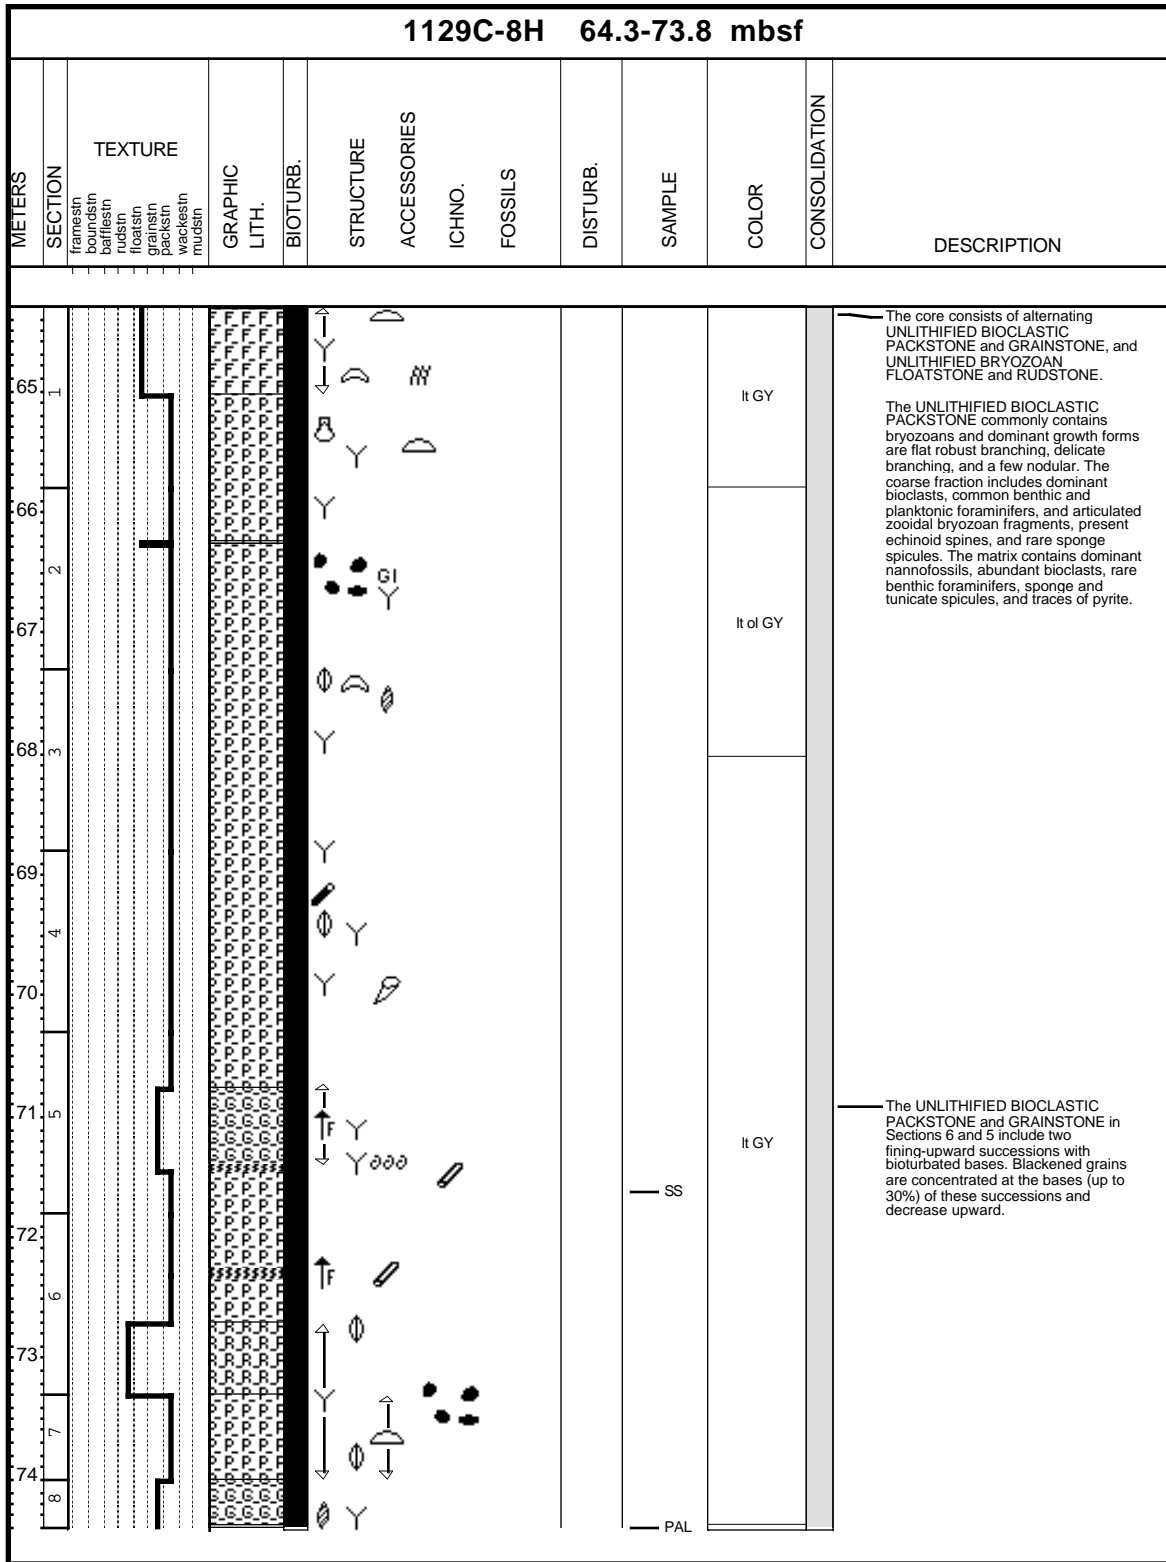 1129C-8H 64.3-73.8 mbsf
METERS
SECTION
TEXTURE
framestn
boundstn
bafflestn
rudstn
floatstn
grainstn
packstn
wackestn
mudstn
GRAPHIC
LITH.
BIOTURB.
STRUCTURE
ACCESSORIES
ICHNO.
FOSSILS
DISTURB.
SAMPLE
COLOR
CONSOLIDATION
DESCRIPTION
65
66
67
68
69
70
71
72
73
74
1
2
3
4
5
6
7
8
GI
F
F
SS
PAL
lt GY
lt ol GY
lt GY
The core consists of alternating
UNLITHIFIED BIOCLASTIC
PACKSTONE and GRAINSTONE, and
UNLITHIFIED BRYOZOAN
FLOATSTONE and RUDSTONE.
The UNLITHIFIED BIOCLASTIC
PACKSTONE commonly contains
bryozoans and dominant growth forms
are flat robust branching, delicate
branching, and a few nodular. The
coarse fraction includes dominant
bioclasts, common benthic and
planktonic foraminifers, and articulated
zooidal bryozoan fragments, present
echinoid spines, and rare sponge
spicules. The matrix contains dominant
nannofossils, abundant bioclasts, rare
benthic foraminifers, sponge and
tunicate spicules, and traces of pyrite.
The UNLITHIFIED BIOCLASTIC
PACKSTONE and GRAINSTONE in
Sections 6 and 5 include two
fining-upward successions with
bioturbated bases. Blackened grains
are concentrated at the bases (up to
30%) of these successions and
decrease upward.